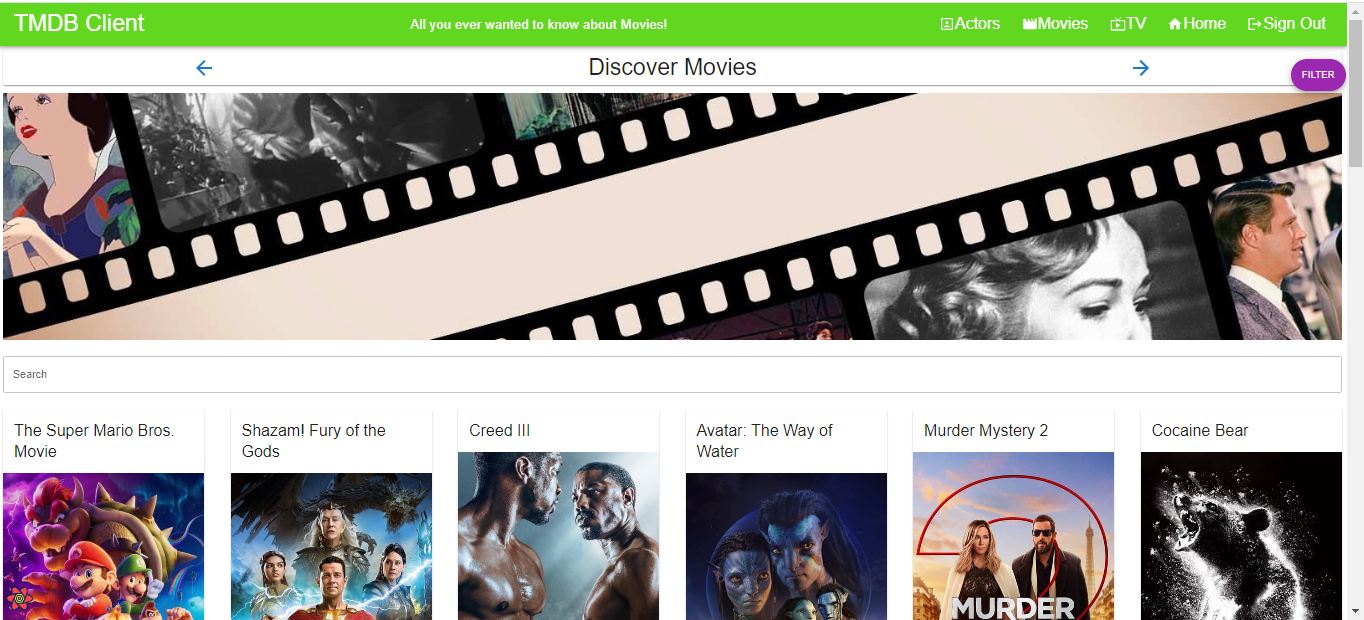 TMDB Client
All you ever wanted to know about Movies!
Actors
Movies
TV
Home
Sign Out
Discover Movies
FILTER
Search
The Super Mario Bros.
Movie
Shazam! Fury of the
Gods
Creed III
Avatar: The Way of
Water
Murder Mystery 2
Cocaine Bear
MURDER